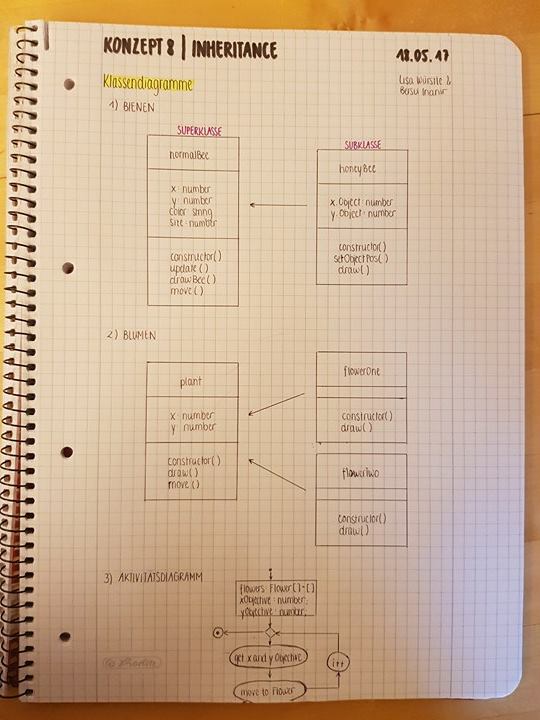 KONZEPT 8 | INHERITANCE
18.05.17
Klassendiagramme
Lisa Würstle &
1) BIENEN
SUPERKLASSE
normalBee
x: number
y: number
color: string
size: number
constructor()
update()
drawBee()
move()
SUBKLASSE
honeyBee
x.Object: number
y.Object: number
constructor()
setObjectPos()
draw()
2) BLUMEN
plant
x: number
y: number
constructor()
draw()
move()
flowerOne
constructor()
draw()
flowerTwo
constructor()
draw()
3) AKTIVITÄTSDIAGRAMM
flowers: Flower[]=[]
xObjective: number;
yObjective: number;
get x and y Objective
i++
move to Flower